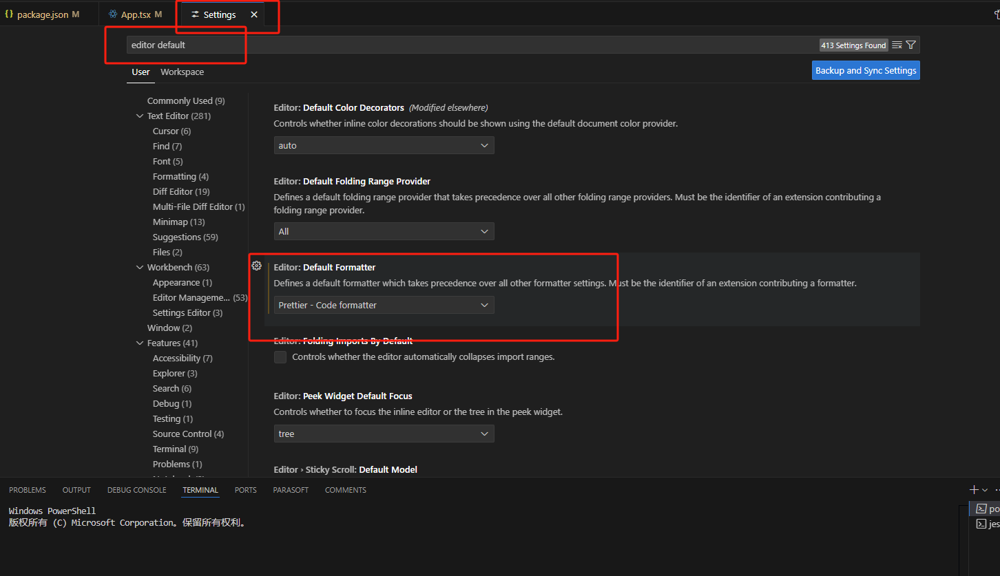 package.json M
App.tsx M
Settings
editor default
413 Settings Found
User
Workspace
Backup and Sync Settings
Commonly Used (9)
Text Editor (281)
Cursor (6)
Find (7)
Font (5)
Formatting (4)
Diff Editor (19)
Multi-File Diff Editor (1)
Minimap (13)
Suggestions (59)
Files (2)
Workbench (63)
Appearance (1)
Editor Manageme... (53)
Settings Editor (3)
Window (2)
Features (41)
Accessibility (7)
Explorer (3)
Search (6)
Debug (1)
Testing (1)
Source Control (4)
Terminal (9)
Problems (1)
Editor: Default Color Decorators (Modified elsewhere)
Controls whether inline color decorations should be shown using the default document color provider.
auto
Editor: Default Folding Range Provider
Defines a default folding range provider that takes precedence over all other folding range providers. Must be the identifier of an extension contributing a
folding range provider.
All
Editor: Default Formatter
Defines a default formatter which takes precedence over all other formatter settings. Must be the identifier of an extension contributing a formatter.
Prettier - Code formatter
Editor: Folding Imports By Default
Controls whether the editor automatically collapses import ranges.
Editor: Peek Widget Default Focus
Controls whether to focus the inline editor or the tree in the peek widget.
tree
Editor › Sticky Scroll: Default Model
PROBLEMS
OUTPUT
DEBUG CONSOLE
TERMINAL
PORTS
PARASOFT
COMMENTS
Windows PowerShell
版权所有 (C) Microsoft Corporation。保留所有权利。
po
jes